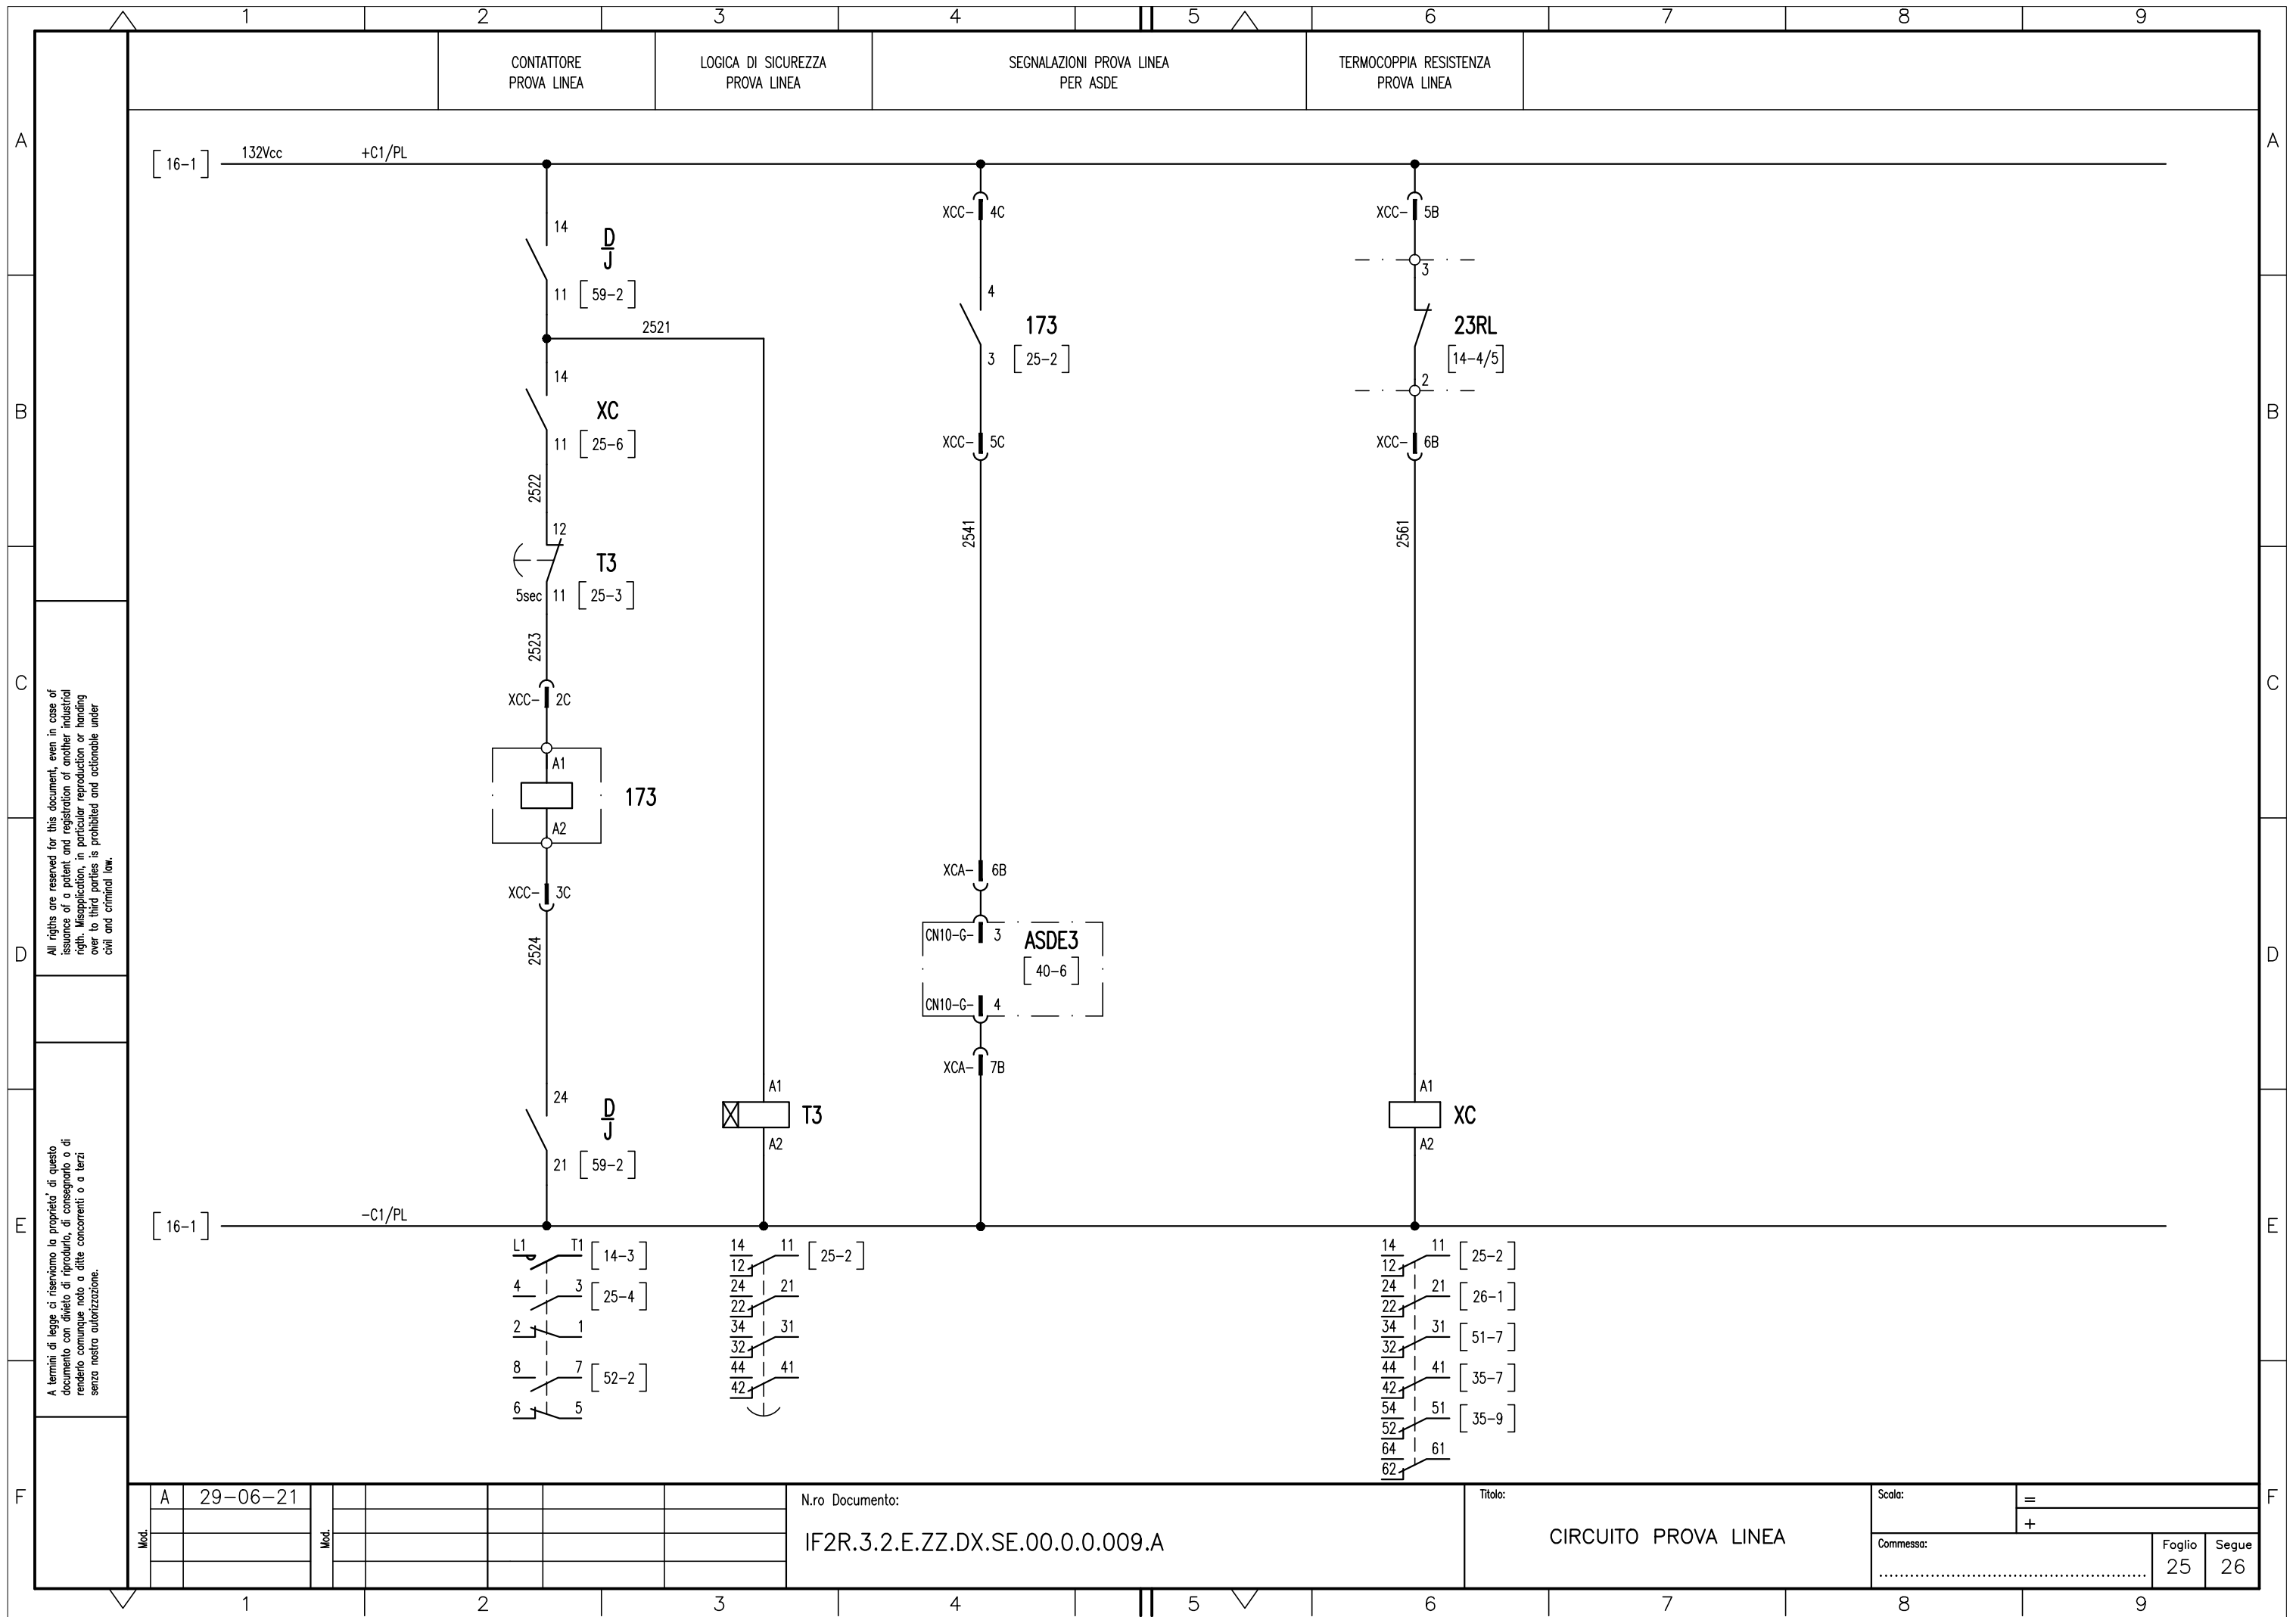 1 2 3 4 5 6 7 8 9
CONTATTORE
PROVA LINEA
LOGICA DI SICUREZZA
PROVA LINEA
SEGNALAZIONI PROVA LINEA
PER ASDE
TERMOCOPPIA RESISTENZA
PROVA LINEA
A A
[16-1] 132Vcc +C1/PL
XCC- 4C
XCC- 5B
14
D
J
11 [59-2]
3
4
2521
173
3 [25-2]
23RL
[14-4/5]
2
14
XC
11 [25-6]
B B
XCC- 5C
XCC- 6B
2522
2541
2561
12
T3
5sec 11 [25-3]
2523
C C
XCC- 2C
A1
173
A2
XCC- 3C
2524
XCA- 6B
CN10-G- 3
ASDE3
[40-6]
CN10-G- 4
D D
XCA- 7B
24
D
J
21 [59-2]
A1
T3
A2
A1
XC
A2
E E
[16-1] -C1/PL
L1 T1 [14-3]
4 3 [25-4]
2 1
8 7 [52-2]
6 5
14 11 [25-2]
12
24 21
22
34 31
32
44 41
42
14 11 [25-2]
12
24 21 [26-1]
22
34 31 [51-7]
32
44 41 [35-7]
42
54 51 [35-9]
52
64 61
62
All rigths are reserved for this document, even in case of
issuance of a patent and registration of another industrial
rigth. Misapplication, in particular reproduction or handing
over to third parties is prohibited and actionable under
civil and criminal law.
A termini di legge ci riserviamo la proprieta' di questo
documento con divieto di riprodurlo, di consegnarlo o di
renderlo comunque noto a ditte concorrenti o a terzi
senza nostra autorizzazione.
F F
Mod.
A 29-06-21
Mod.
N.ro Documento:
IF2R.3.2.E.ZZ.DX.SE.00.0.0.009.A
Titolo:
CIRCUITO PROVA LINEA
Scala:
=
+
Commessa:
Foglio
25
Segue
26
1 2 3 4 5 6 7 8 9